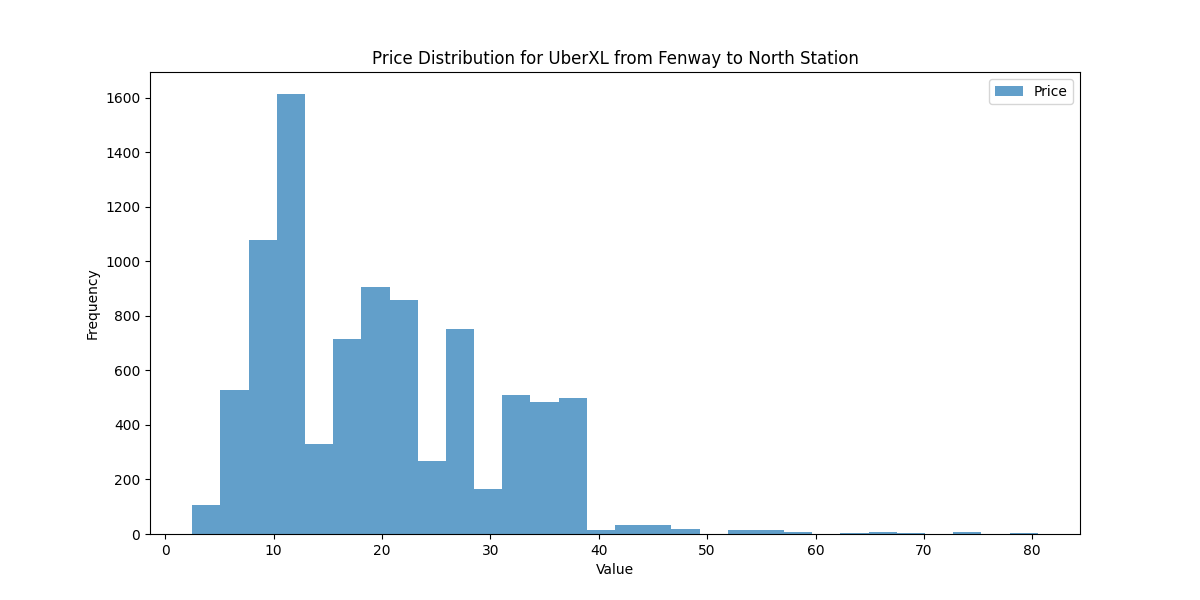 Price Distribution for UberXL from Fenway to North Station
Price
1600
1400
1200
1000
800
600
400
200
0
Frequency
0 10 20 30 40 50 60 70 80
Value